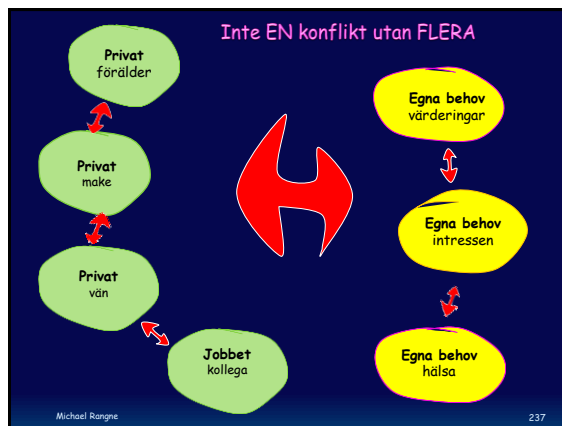 Inte EN konflikt utan FLERA
Privat
förälder
Privat
make
Privat
vän
Jobbet
kollega
Egna behov
värderingar
Egna behov
intressen
Egna behov
hälsa
Michael Rangne
237